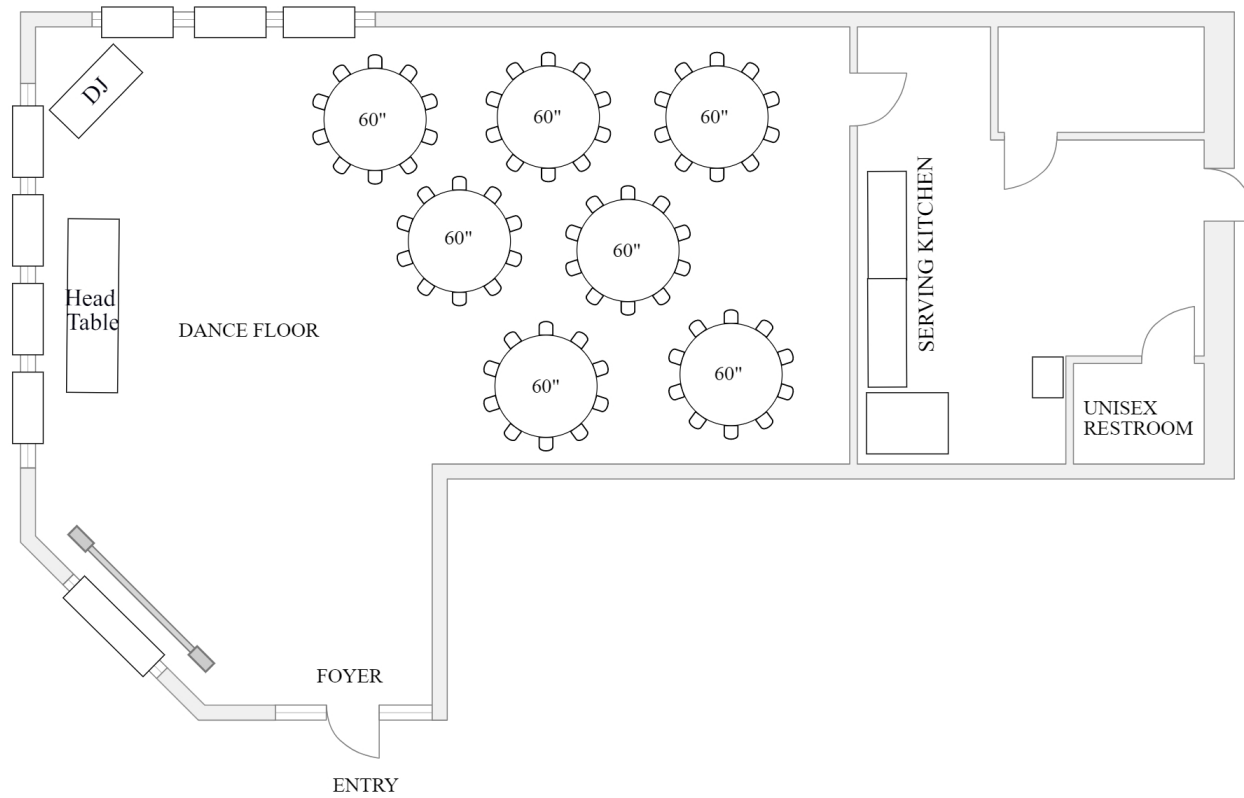 DJ
60"
60"
60"
60"
60"
Head
Table
DANCE FLOOR
60"
60"
SERVING KITCHEN
UNISEX
RESTROOM
FOYER
ENTRY